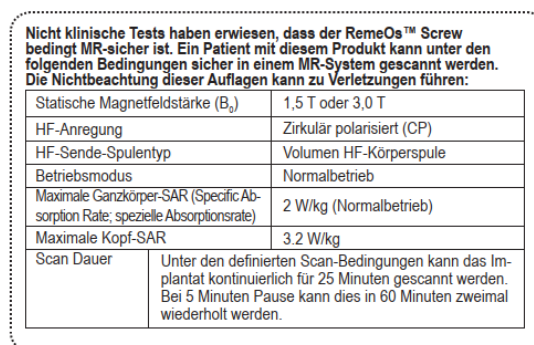 Nicht klinische Tests haben erwiesen, dass der RemeOs™ Screw
bedingt MR-sicher ist. Ein Patient mit diesem Produkt kann unter den
folgenden Bedingungen sicher in einem MR-System gescannt werden.
Die Nichtbeachtung dieser Auflagen kann zu Verletzungen führen:
Statische Magnetfeldstärke (B₀) 1,5 T oder 3,0 T
HF-Anregung Zirkulär polarisiert (CP)
HF-Sende-Spulentyp Volumen HF-Körperspule
Betriebsmodus Normalbetrieb
Maximale Ganzkörper-SAR (Specific Ab-
sorption Rate; spezielle Absorptionsrate) 2 W/kg (Normalbetrieb)
Maximale Kopf-SAR 3.2 W/kg
Scan Dauer Unter den definierten Scan-Bedingungen kann das Im-
plantat kontinuierlich für 25 Minuten gescannt werden.
Bei 5 Minuten Pause kann dies in 60 Minuten zweimal
wiederholt werden.